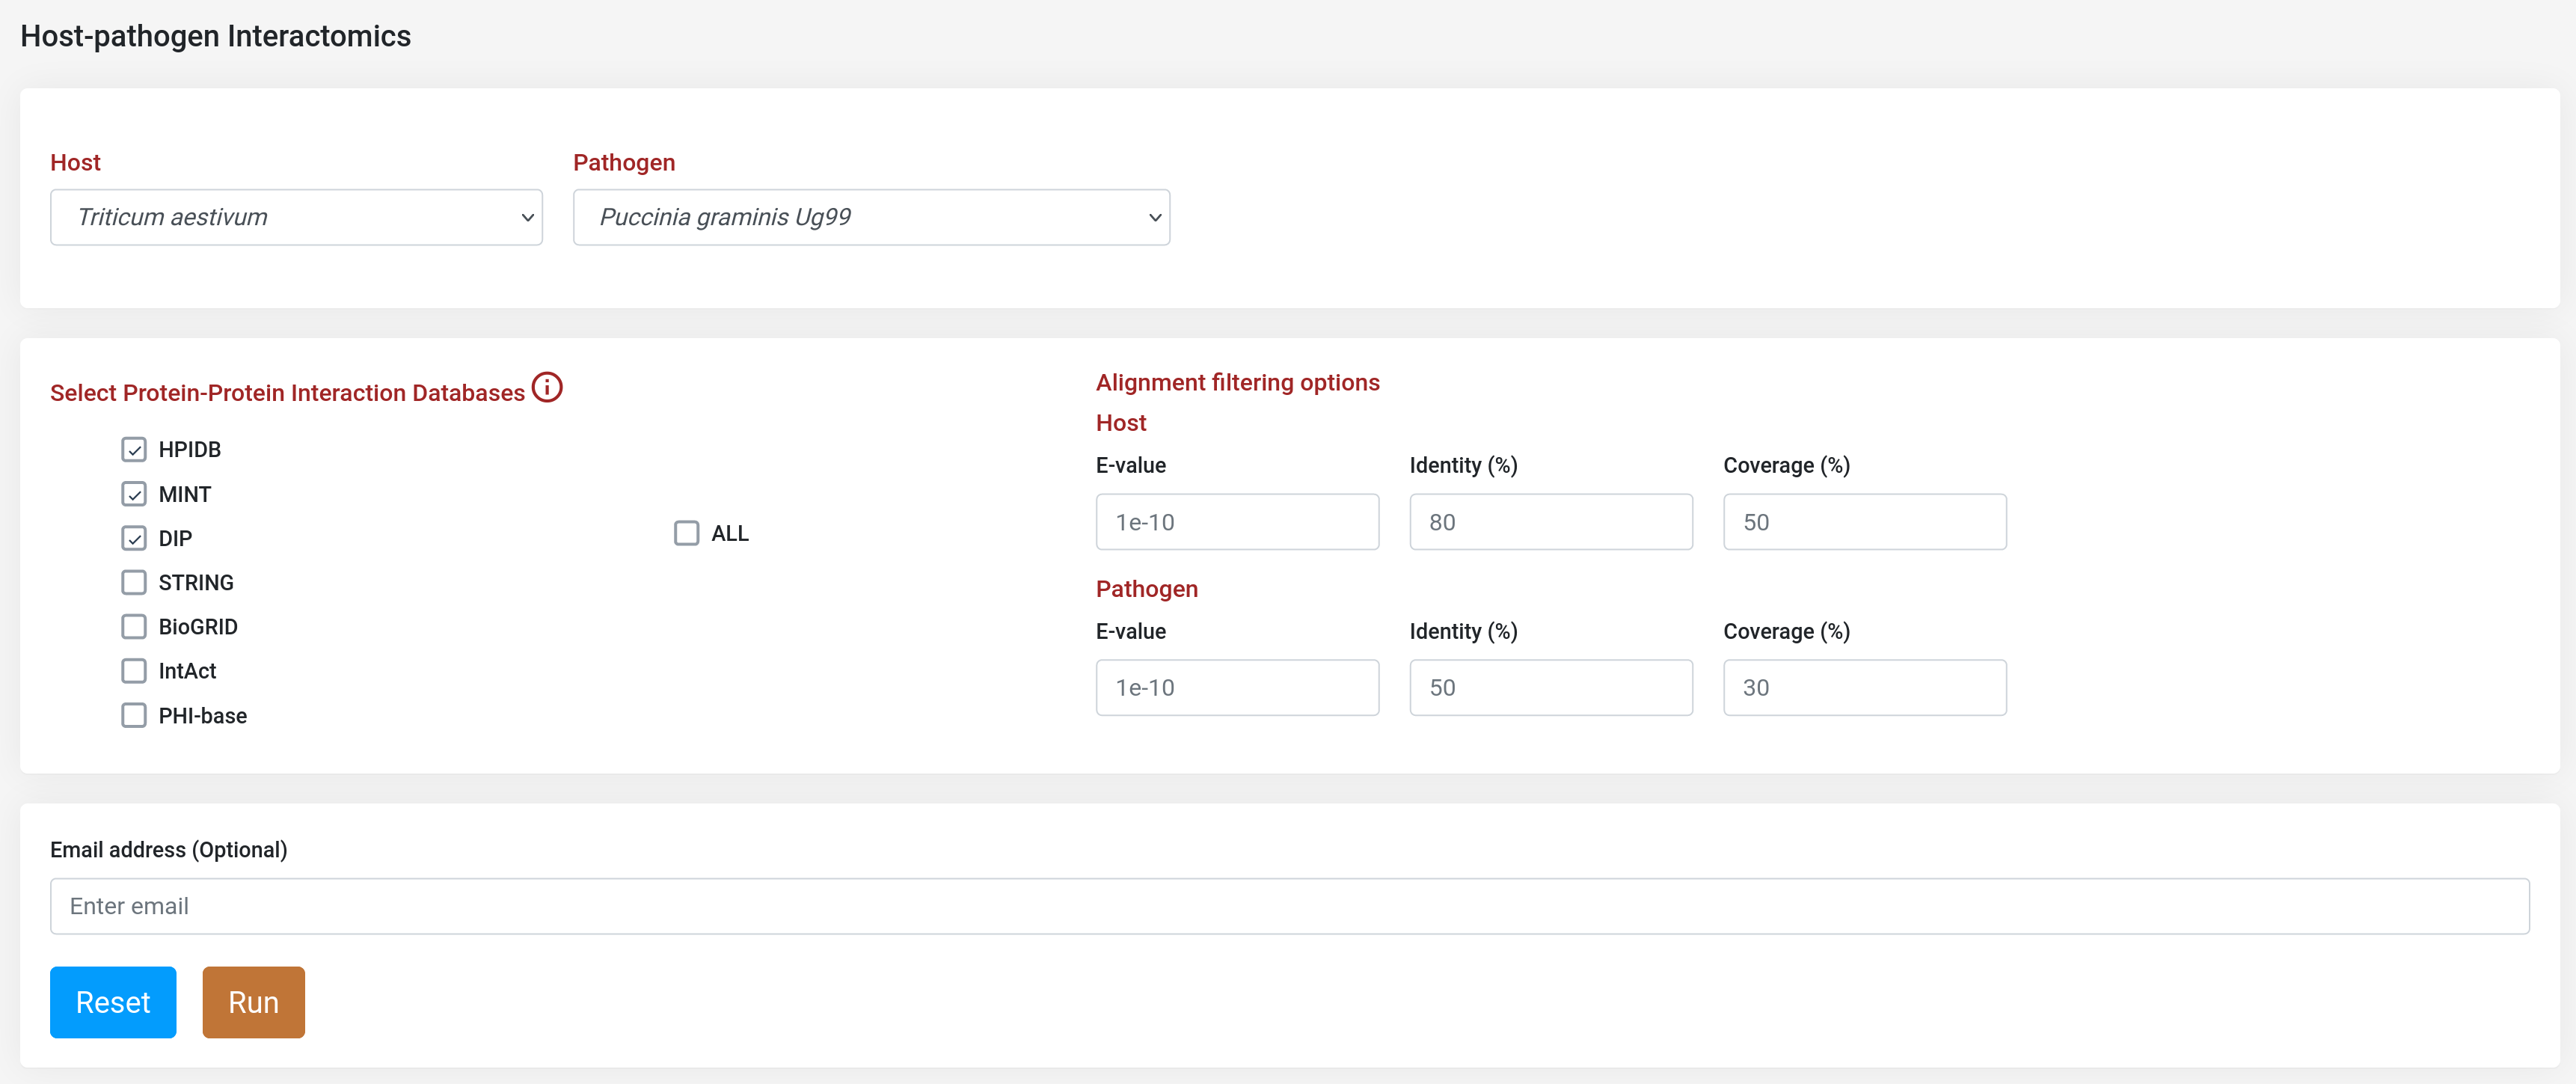 Host-pathogen Interactomics
Host Pathogen
Triticum aestivum Puccinia graminis Ug99
Select Protein-Protein Interaction Databases
HPIDB
MINT
DIP
STRING
BioGRID
IntAct
PHI-base
ALL
Alignment filtering options
Host
E-value Identity (%) Coverage (%)
1e-10 80 50
Pathogen
E-value Identity (%) Coverage (%)
1e-10 50 30
Email address (Optional)
Enter email
Reset Run